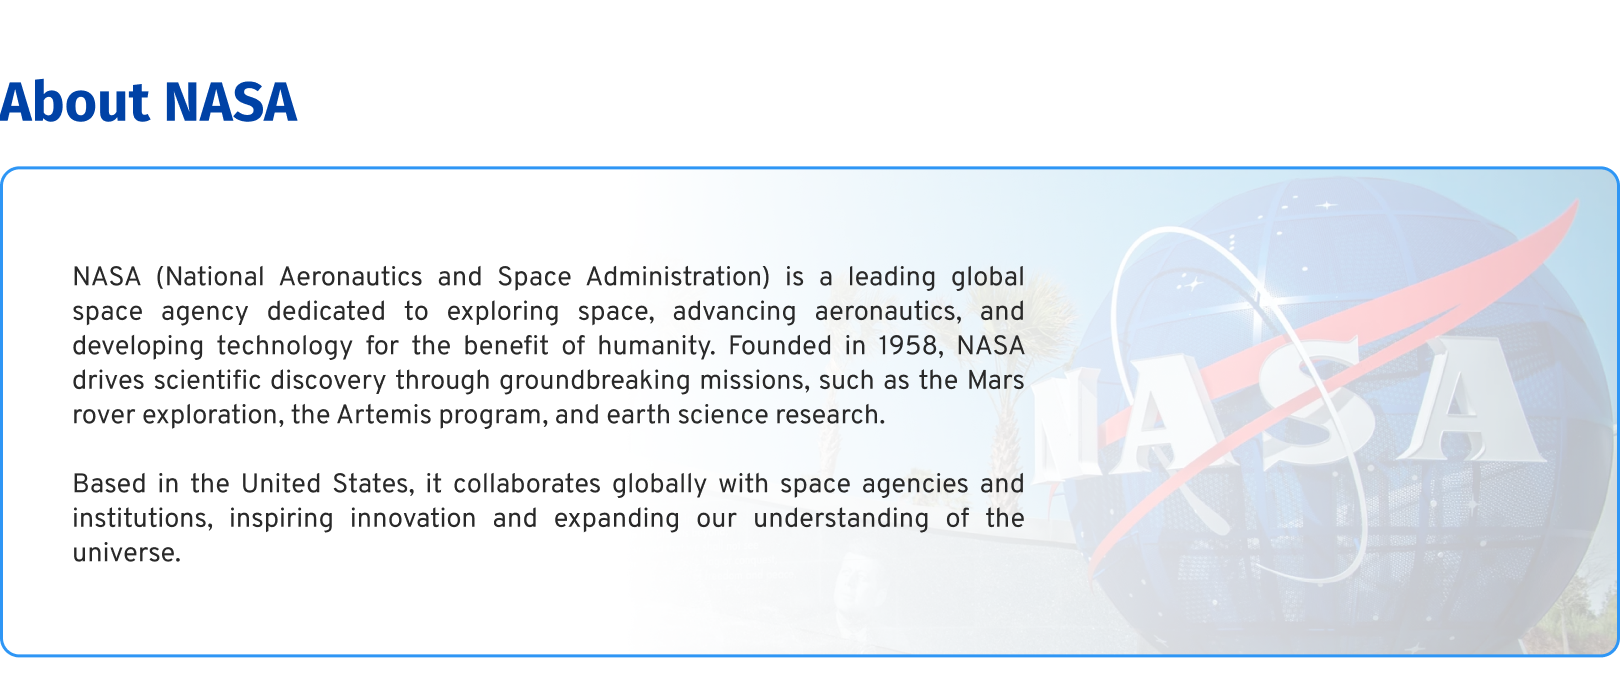 About NASA
NASA (National Aeronautics and Space Administration) is a leading global
space agency dedicated to exploring space, advancing aeronautics, and
developing technology for the benefit of humanity. Founded in 1958, NASA
drives scientific discovery through groundbreaking missions, such as the Mars
rover exploration, the Artemis program, and earth science research.
Based in the United States, it collaborates globally with space agencies and
institutions, inspiring innovation and expanding our understanding of the
universe.
NASA